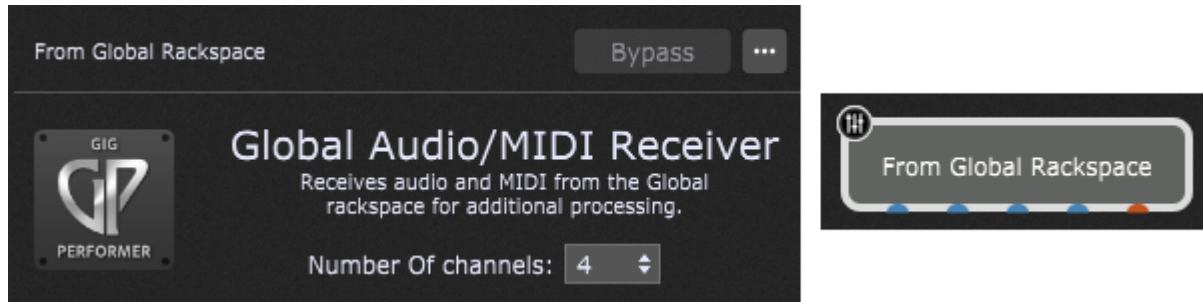 From Global Rackspace
Bypass
GIG
PERFORMER
Global Audio/MIDI Receiver
Receives audio and MIDI from the Global
rackspace for additional processing.
Number Of channels: 4
From Global Rackspace